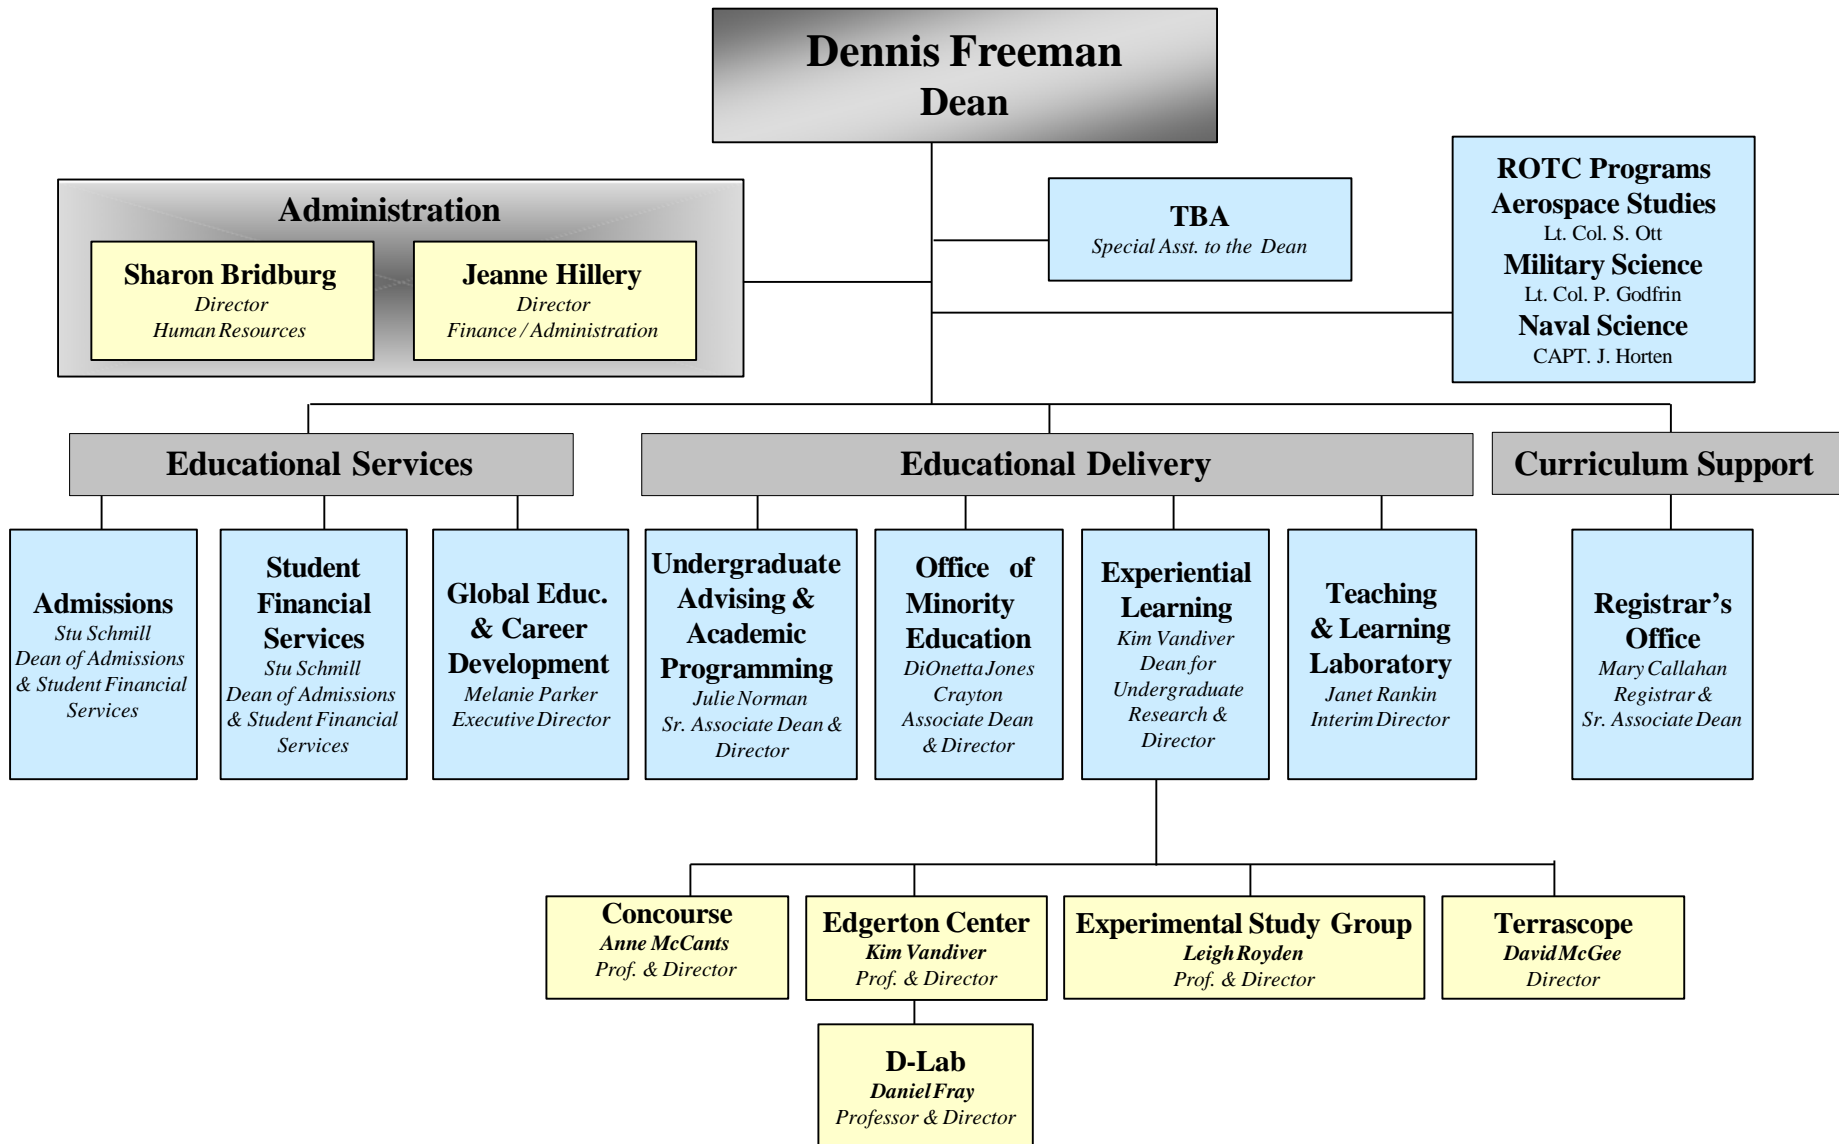 Dennis Freeman
Dean
Administration
Sharon Bridburg
Director
Human Resources
Jeanne Hillery
Director
Finance / Administration
TBA
Special Asst. to the Dean
ROTC Programs
Aerospace Studies
Lt. Col. S. Ott
Military Science
Lt. Col. P. Godfrin
Naval Science
CAPT. J. Horten
Educational Services
Educational Delivery
Curriculum Support
Admissions
Stu Schmill
Dean of Admissions
& Student Financial
Services
Student
Financial
Services
Stu Schmill
Dean of Admissions
& Student Financial
Services
Global Educ.
& Career
Development
Melanie Parker
Executive Director
Undergraduate
Advising &
Academic
Programming
Julie Norman
Sr. Associate Dean &
Director
Office of
Minority
Education
DiOnetta Jones
Crayton
Associate Dean
& Director
Experiential
Learning
Kim Vandiver
Dean for
Undergraduate
Research &
Director
Teaching
& Learning
Laboratory
Janet Rankin
Interim Director
Registrar’s
Office
Mary Callahan
Registrar &
Sr. Associate Dean
Concourse
Anne McCants
Prof. & Director
Edgerton Center
Kim Vandiver
Prof. & Director
Experimental Study Group
Leigh Royden
Prof. & Director
Terrascope
David McGee
Director
D-Lab
Daniel Fray
Professor & Director